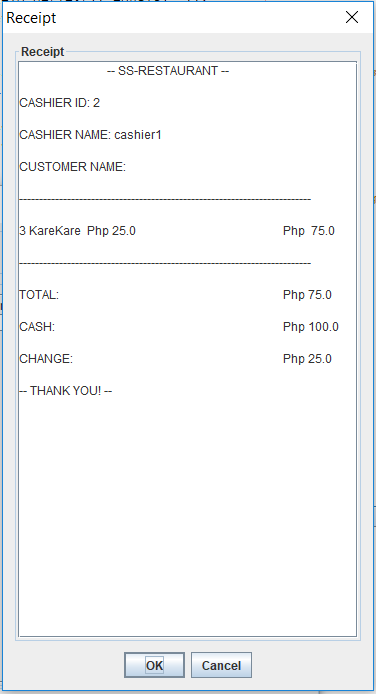 Receipt
Receipt
-- SS-RESTAURANT --
CASHIER ID: 2
CASHIER NAME: cashier1
CUSTOMER NAME:
-------------------------------------------------------------------------
3 KareKare  Php 25.0 Php  75.0
-------------------------------------------------------------------------
TOTAL: Php 75.0
CASH: Php 100.0
CHANGE: Php 25.0
-- THANK YOU! --
OK Cancel